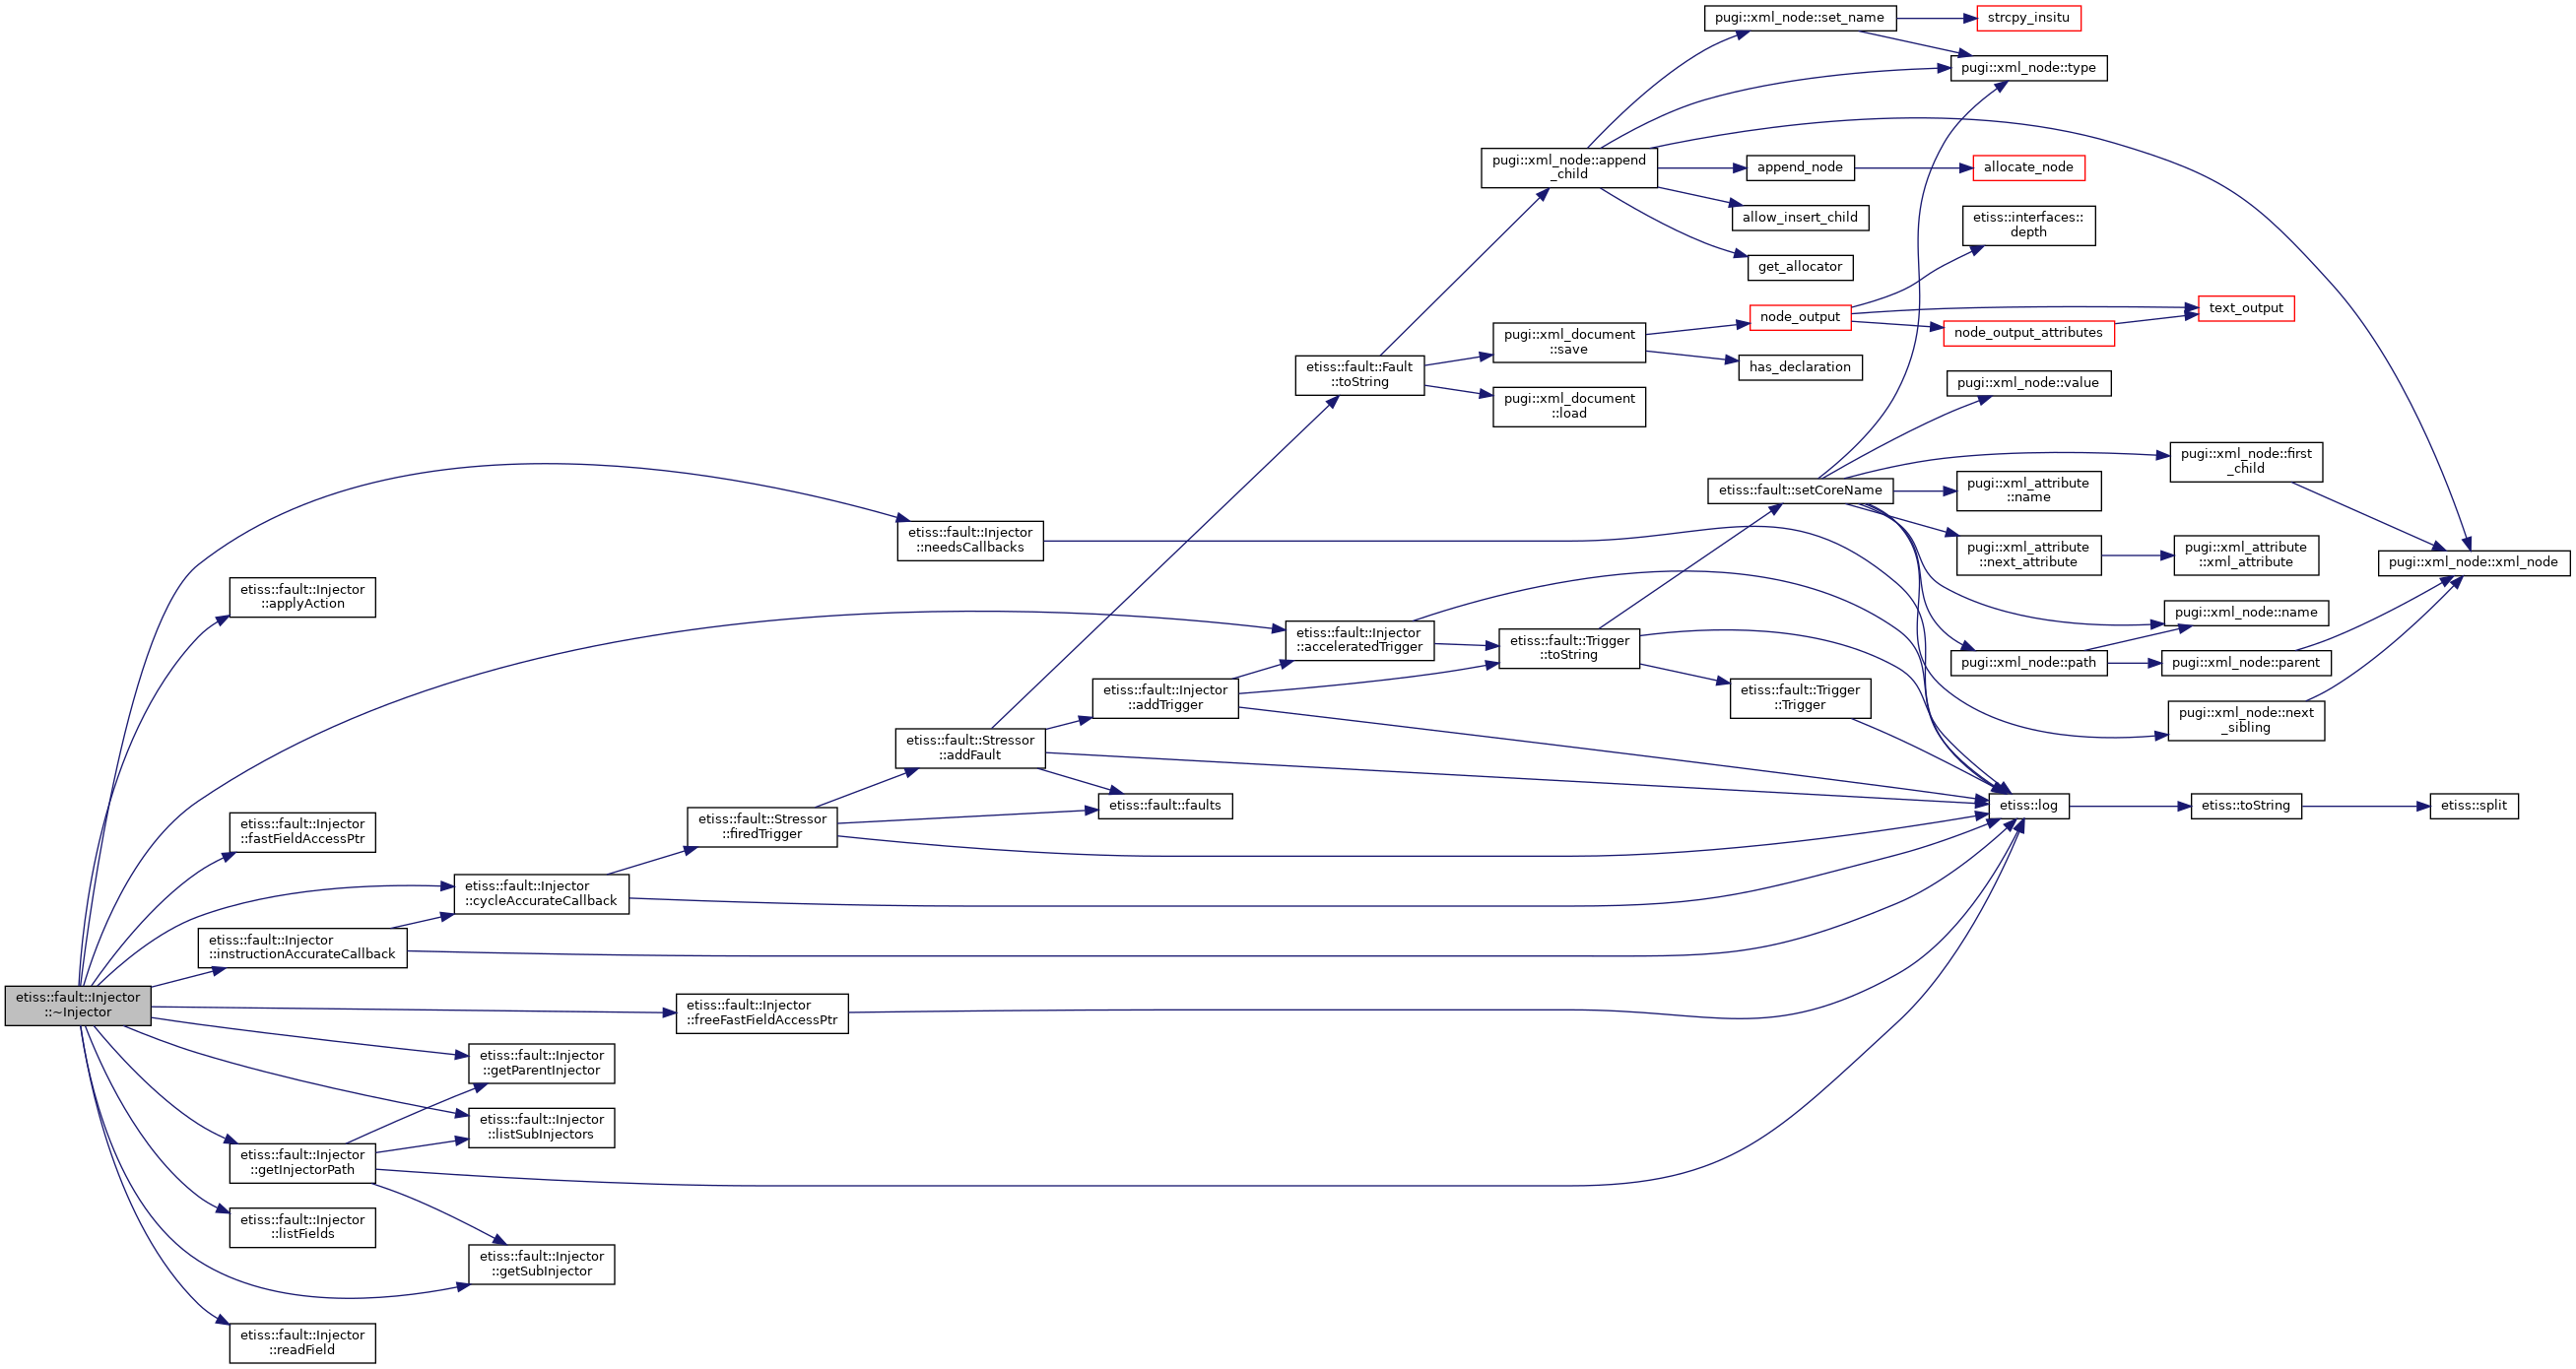 etiss::fault::Injector
::~Injector
etiss::fault::Injector
::applyAction
etiss::fault::Injector
::fastFieldAccessPtr
etiss::fault::Injector
::instructionAccurateCallback
etiss::fault::Injector
::getInjectorPath
etiss::fault::Injector
::listFields
etiss::fault::Injector
::readField
etiss::fault::Injector
::cycleAccurateCallback
etiss::fault::Injector
::getParentInjector
etiss::fault::Injector
::listSubInjectors
etiss::fault::Injector
::getSubInjector
etiss::fault::Stressor
::firedTrigger
etiss::fault::Injector
::freeFastFieldAccessPtr
etiss::fault::Injector
::needsCallbacks
etiss::fault::Stressor
::addFault
etiss::fault::Injector
::addTrigger
etiss::fault::faults
etiss::fault::Fault
::toString
etiss::fault::Injector
::acceleratedTrigger
pugi::xml_node::append
_child
pugi::xml_document
::save
pugi::xml_document
::load
etiss::fault::Trigger
::toString
pugi::xml_node::set_name
append_node
allow_insert_child
get_allocator
node_output
has_declaration
etiss::fault::setCoreName
etiss::fault::Trigger
::Trigger
strcpy_insitu
pugi::xml_node::type
allocate_node
etiss::interfaces::
depth
node_output_attributes
pugi::xml_node::value
pugi::xml_attribute
::name
pugi::xml_attribute
::next_attribute
pugi::xml_node::path
etiss::log
text_output
pugi::xml_node::first
_child
pugi::xml_attribute
::xml_attribute
pugi::xml_node::name
pugi::xml_node::parent
pugi::xml_node::next
_sibling
etiss::toString
pugi::xml_node::xml_node
etiss::split